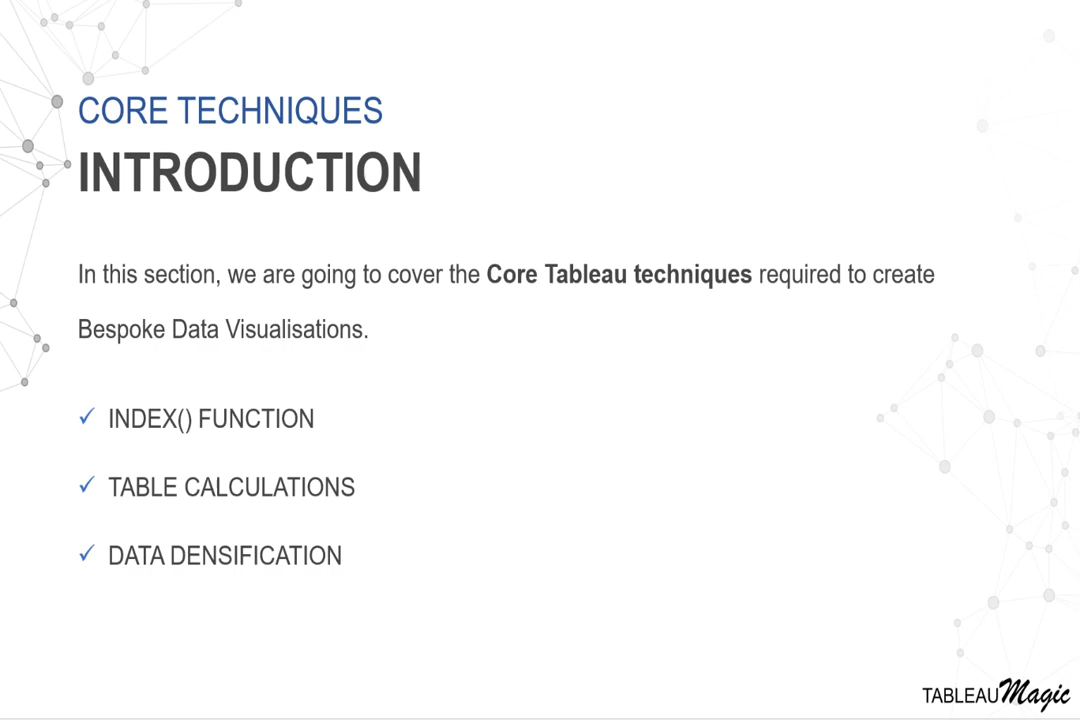 CORE TECHNIQUES
INTRODUCTION
In this section, we are going to cover the Core Tableau techniques required to create
Bespoke Data Visualisations.
✓ INDEX() FUNCTION
✓ TABLE CALCULATIONS
✓ DATA DENSIFICATION
TABLEAU Magic